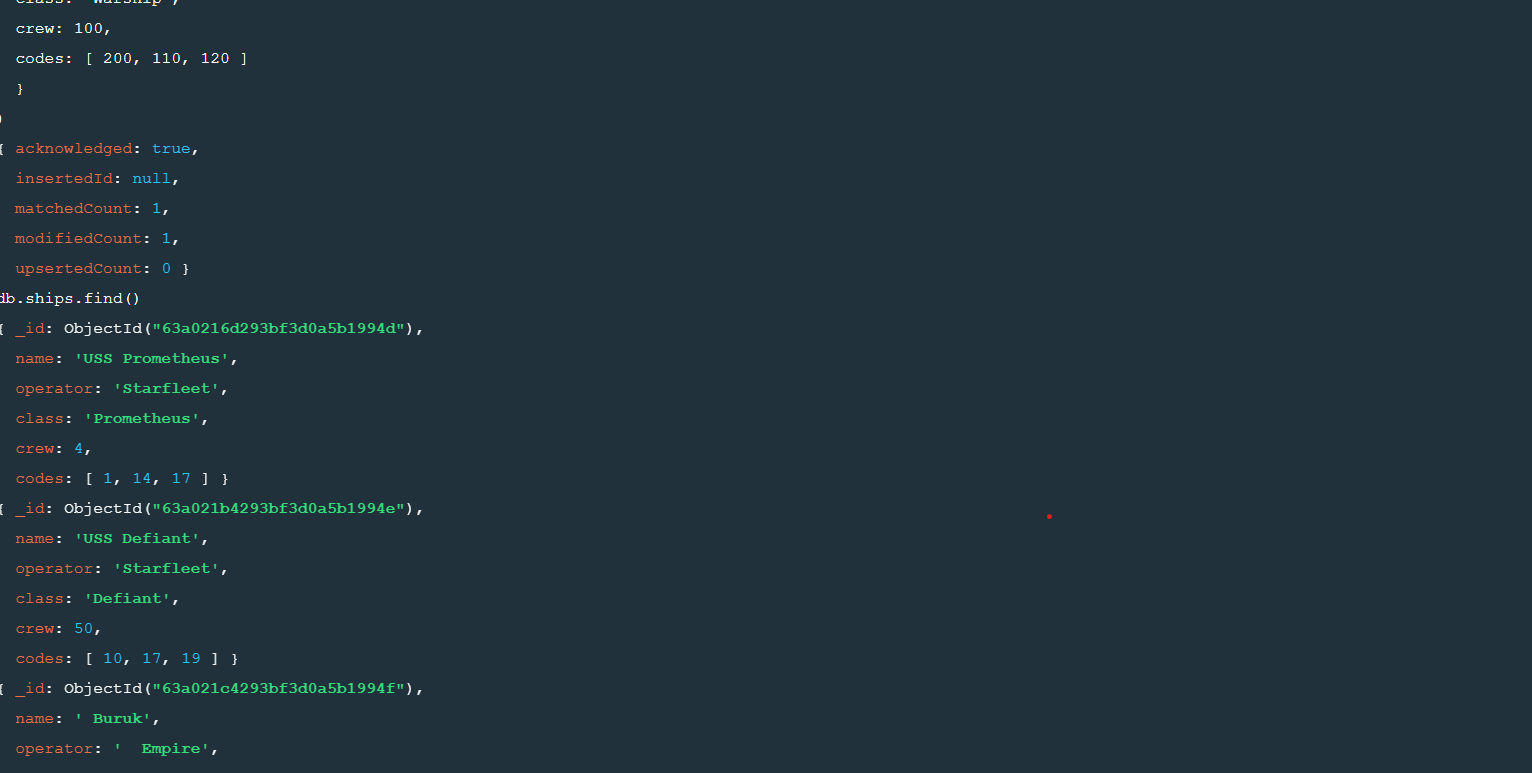 class: 'Warship',
crew: 100,
codes: [ 200, 110, 120 ]
}
)
{ acknowledged: true,
insertedId: null,
matchedCount: 1,
modifiedCount: 1,
upsertedCount: 0 }
db.ships.find()
{ _id: ObjectId("63a0216d293bf3d0a5b1994d"),
name: 'USS Prometheus',
operator: 'Starfleet',
class: 'Prometheus',
crew: 4,
codes: [ 1, 14, 17 ] }
{ _id: ObjectId("63a021b4293bf3d0a5b1994e"),
name: 'USS Defiant',
operator: 'Starfleet',
class: 'Defiant',
crew: 50,
codes: [ 10, 17, 19 ] }
{ _id: ObjectId("63a021c4293bf3d0a5b1994f"),
name: ' Buruk',
operator: '  Empire',